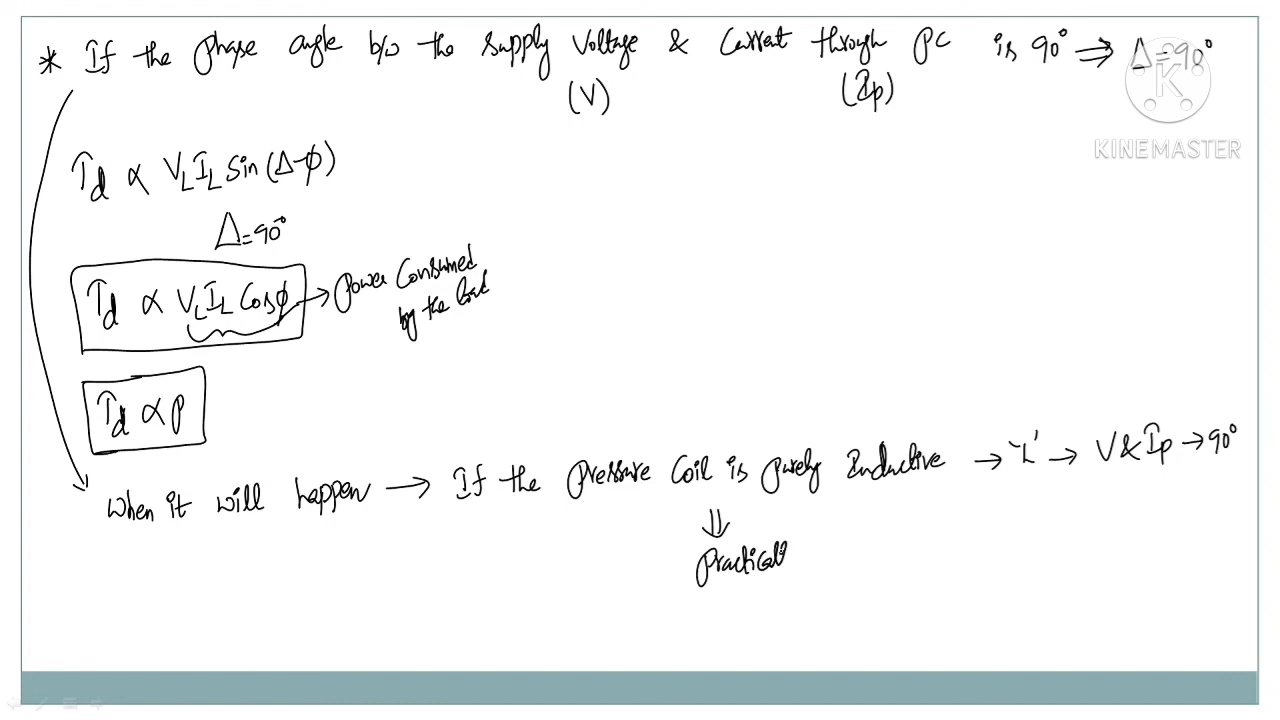 * If the phase angle b/w the supply voltage & current through PC is 90° ⇒ Δ=90°
(V) (Ip)
K
KINEMASTER
Td ∝ VL IL Sin(Δ-ϕ)
Δ=90°
Td ∝ VL IL Cosϕ → power consumed
by the load
Td ∝ P
When it will happen → If the pressure coil is purely inductive → 'L' → V & Ip → 90°
⇓
practical